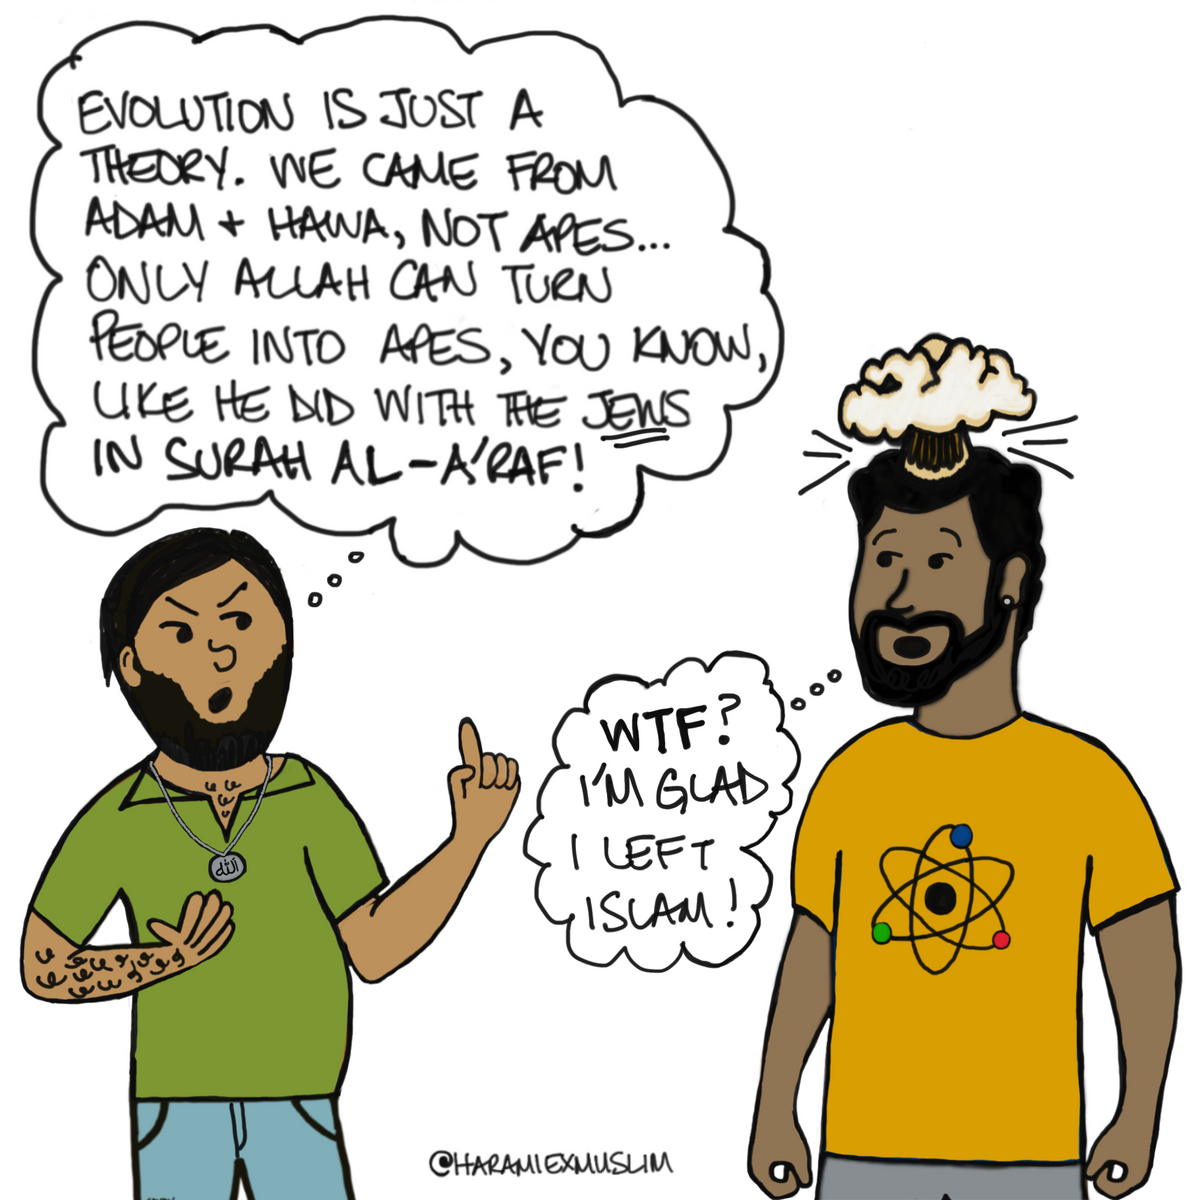 EVOLUTION IS JUST A
THEORY. WE CAME FROM
ADAM + HAWA, NOT APES...
ONLY ALLAH CAN TURN
PEOPLE INTO APES, YOU KNOW,
LIKE HE DID WITH THE JEWS
IN SURAH AL-A'RAF!
WTF?
I'M GLAD
I LEFT
ISLAM!
الله
@HARAMIEXMUSLIM